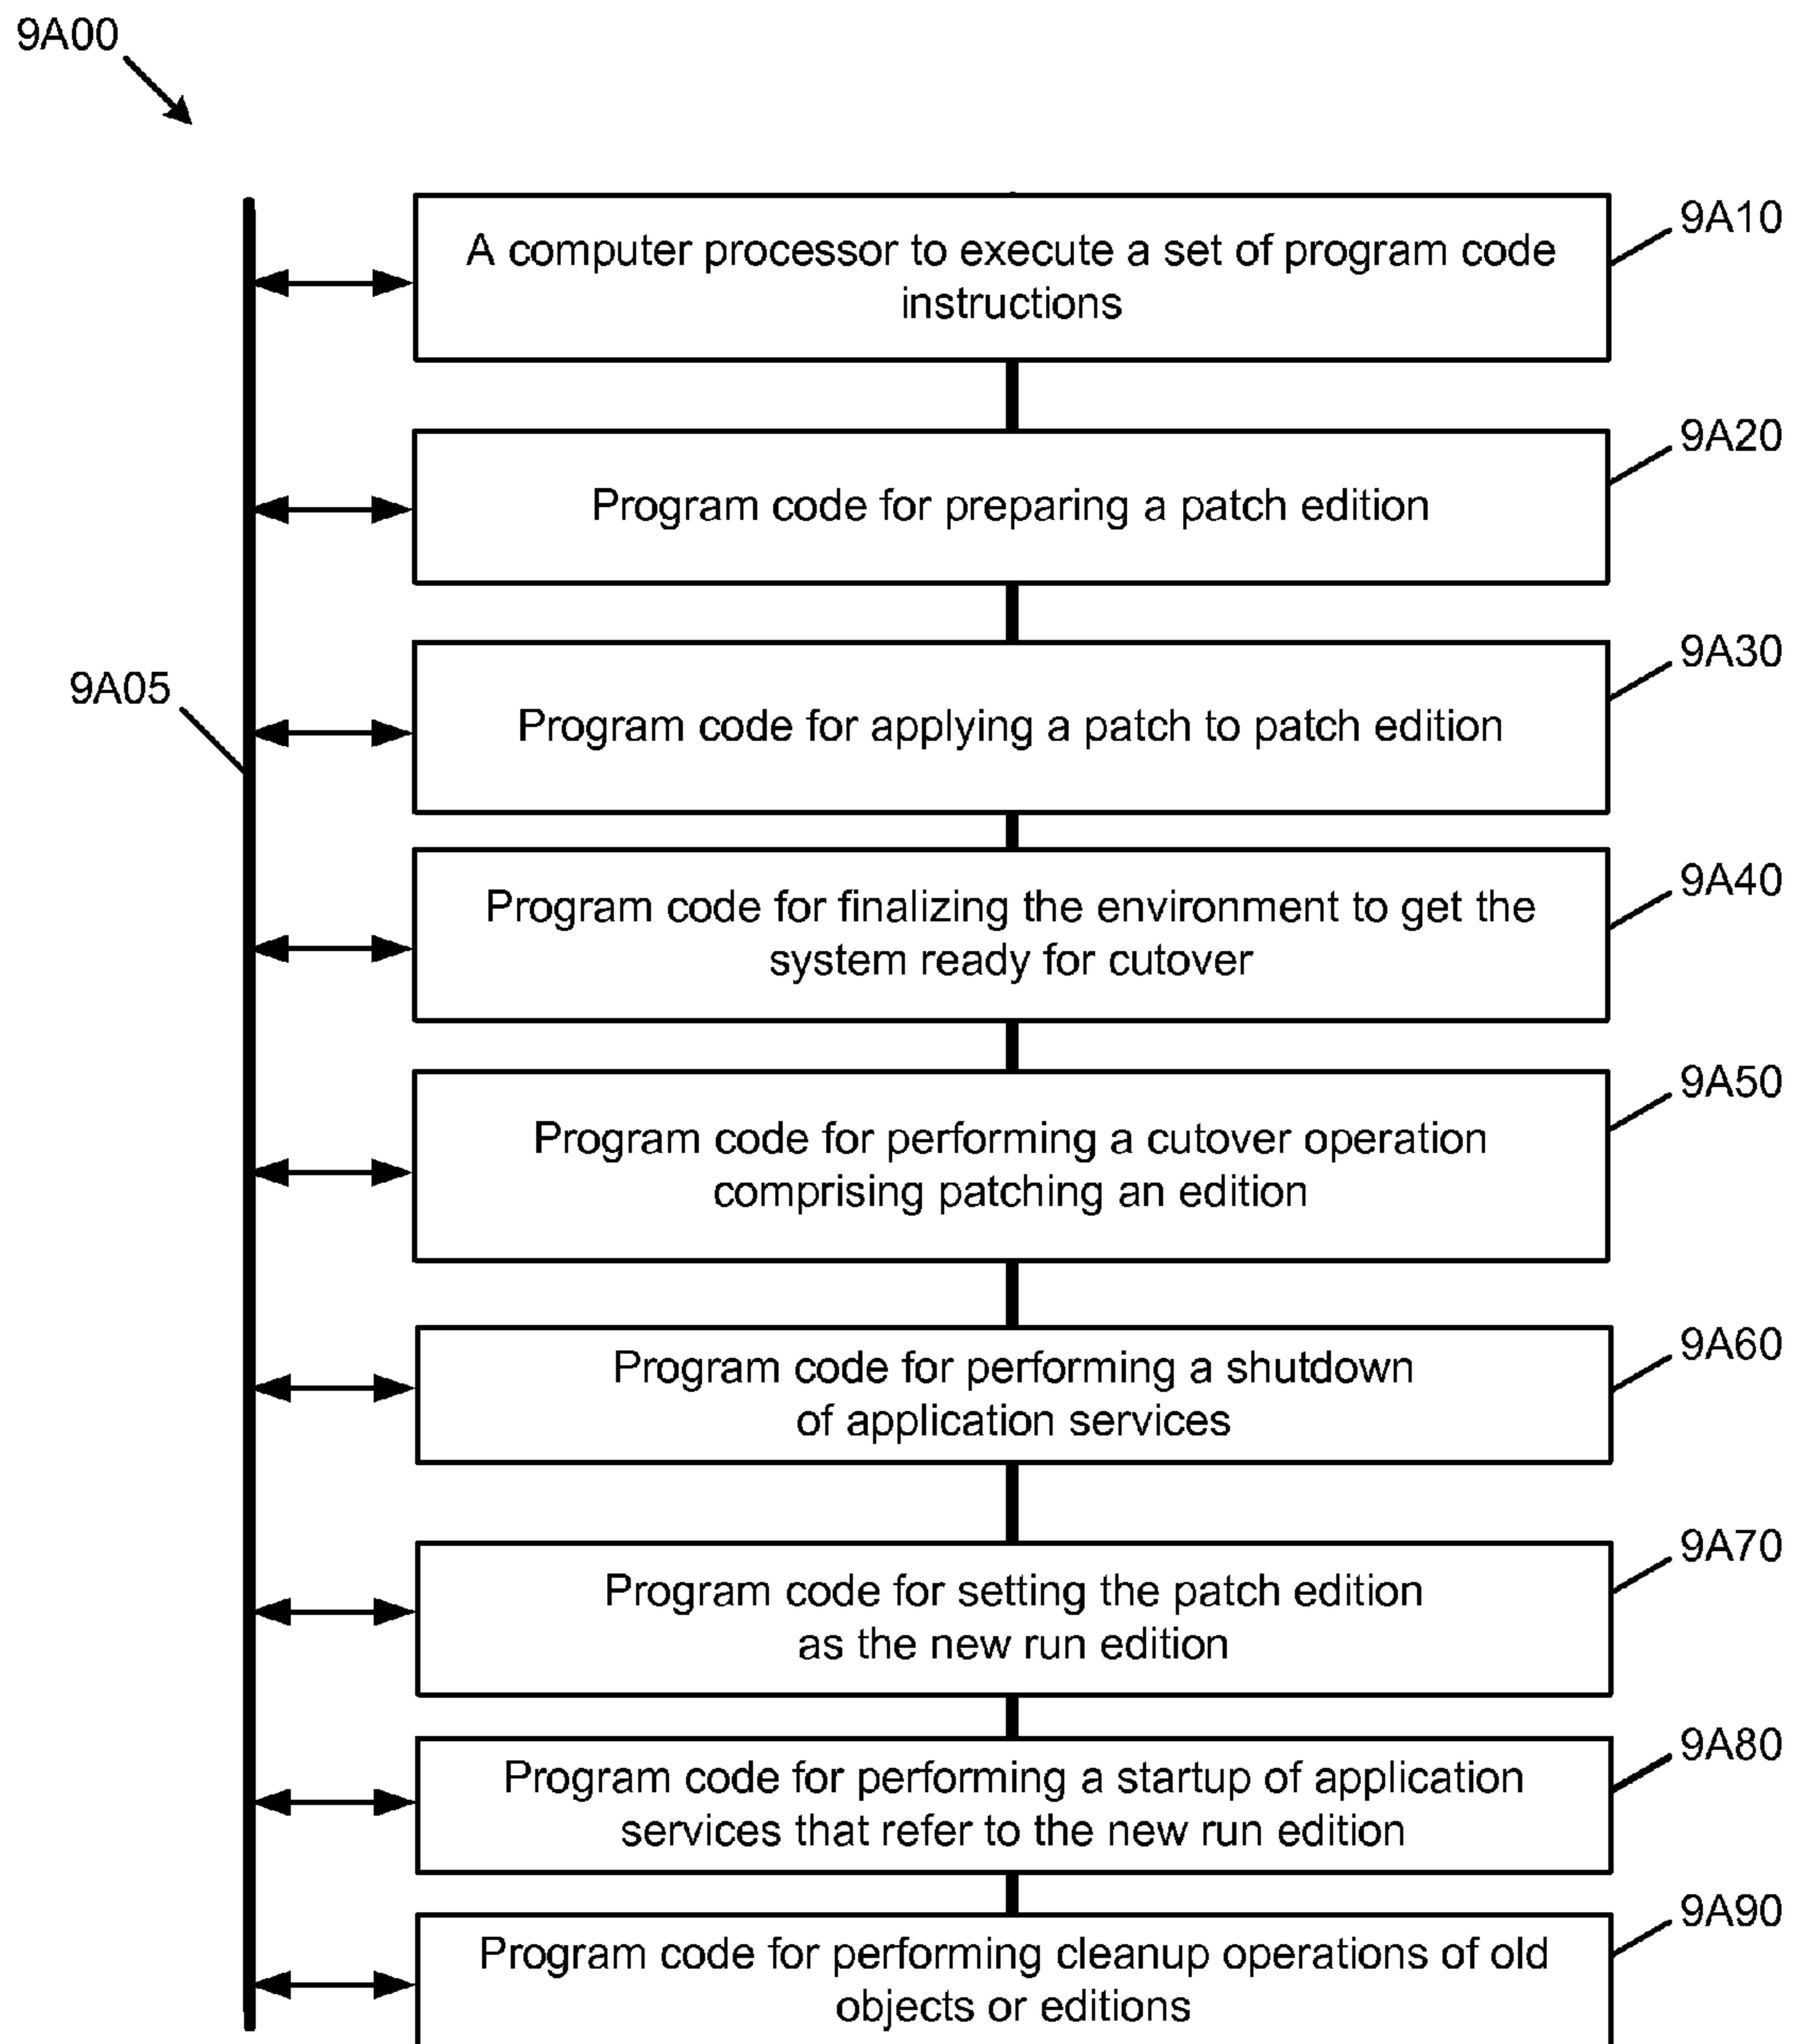 9A00
9A10
A computer processor to execute a set of program code
instructions
9A20
Program code for preparing a patch edition
9A30
9A05
Program code for applying a patch to patch edition
9A40
Program code for finalizing the environment to get the
system ready for cutover
9A50
Program code for performing a cutover operation
comprising patching an edition
9A60
Program code for performing a shutdown
of application services
9A70
Program code for setting the patch edition
as the new run edition
9A80
Program code for performing a startup of application
services that refer to the new run edition
9A90
Program code for performing cleanup operations of old
objects or editions